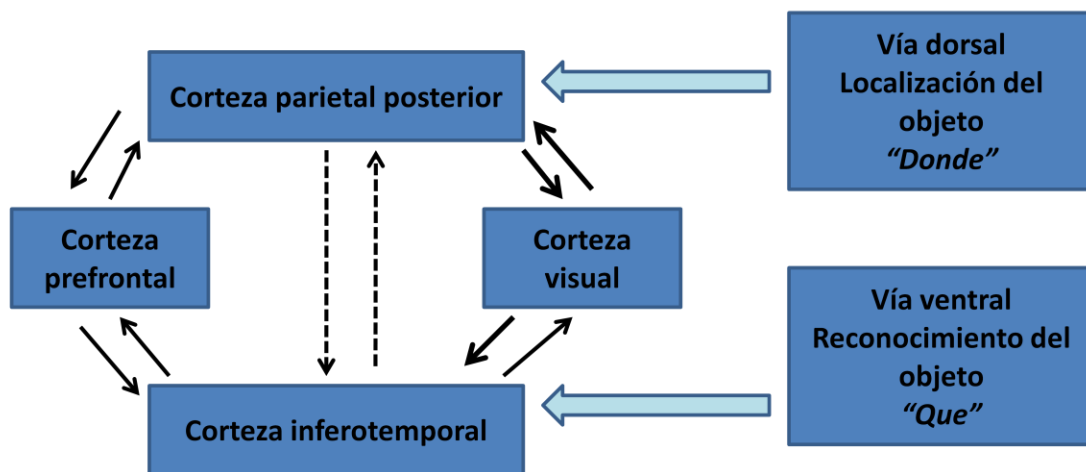 Corteza parietal posterior
Vía dorsal
Localización del
objeto
“Donde”
Corteza
prefrontal
Corteza
visual
Vía ventral
Reconocimiento del
objeto
“Que”
Corteza inferotemporal